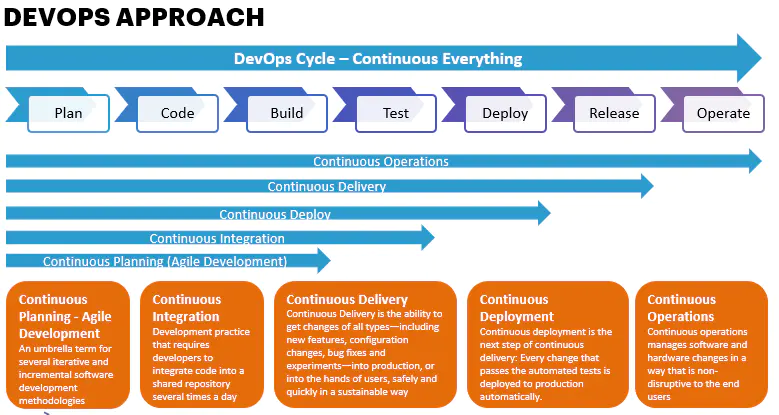 DEVOPS APPROACH
DevOps Cycle – Continuous Everything
Plan
Code
Build
Test
Deploy
Release
Operate
Continuous Operations
Continuous Delivery
Continuous Deploy
Continuous Integration
Continuous Planning (Agile Development)
Continuous
Planning - Agile
Development
An umbrella term for
several iterative and
incremental software
development
methodologies
Continuous
Integration
Development practice
that requires
developers to
integrate code into a
shared repository
several times a day
Continuous Delivery
Continuous Delivery is the ability to
get changes of all types—including
new features, configuration
changes, bug fixes and
experiments—into production, or
into the hands of users, safely and
quickly in a sustainable way
Continuous
Deployment
Continuous deployment is the
next step of continuous
delivery: Every change that
passes the automated tests is
deployed to production
automatically.
Continuous
Operations
Continuous operations
manages software and
hardware changes in a
way that is non-
disruptive to the end
users